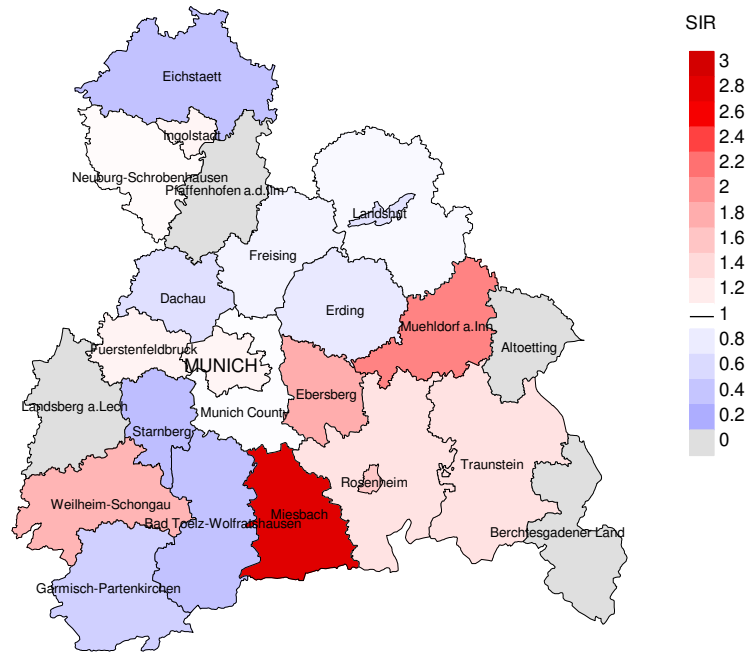 SIR
3
2.8
2.6
2.4
2.2
2
1.8
1.6
1.4
1.2
1
0.8
0.6
0.4
0.2
0
Eichstaett
Ingolstadt
Neuburg-Schrobenhausen
Pfaffenhofen a.d.Ilm
Landshut
Freising
Dachau
Erding
Muehldorf a.Inn
Altoetting
Fuerstenfeldbruck
MUNICH
Ebersberg
Landsberg a.Lech
Munich County
Starnberg
Traunstein
Rosenheim
Weilheim-Schongau
Miesbach
Bad Toelz-Wolfratshausen
Berchtesgadener Land
Garmisch-Partenkirchen